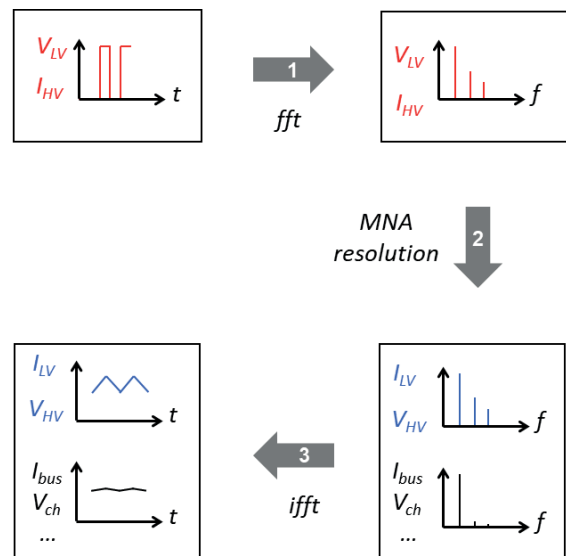 V_LV
I_HV
t
1
fft
V_LV
I_HV
f
MNA
resolution
2
I_LV
V_HV
t
I_bus
V_ch
...
t
3
ifft
I_LV
V_HV
f
I_bus
V_ch
...
f